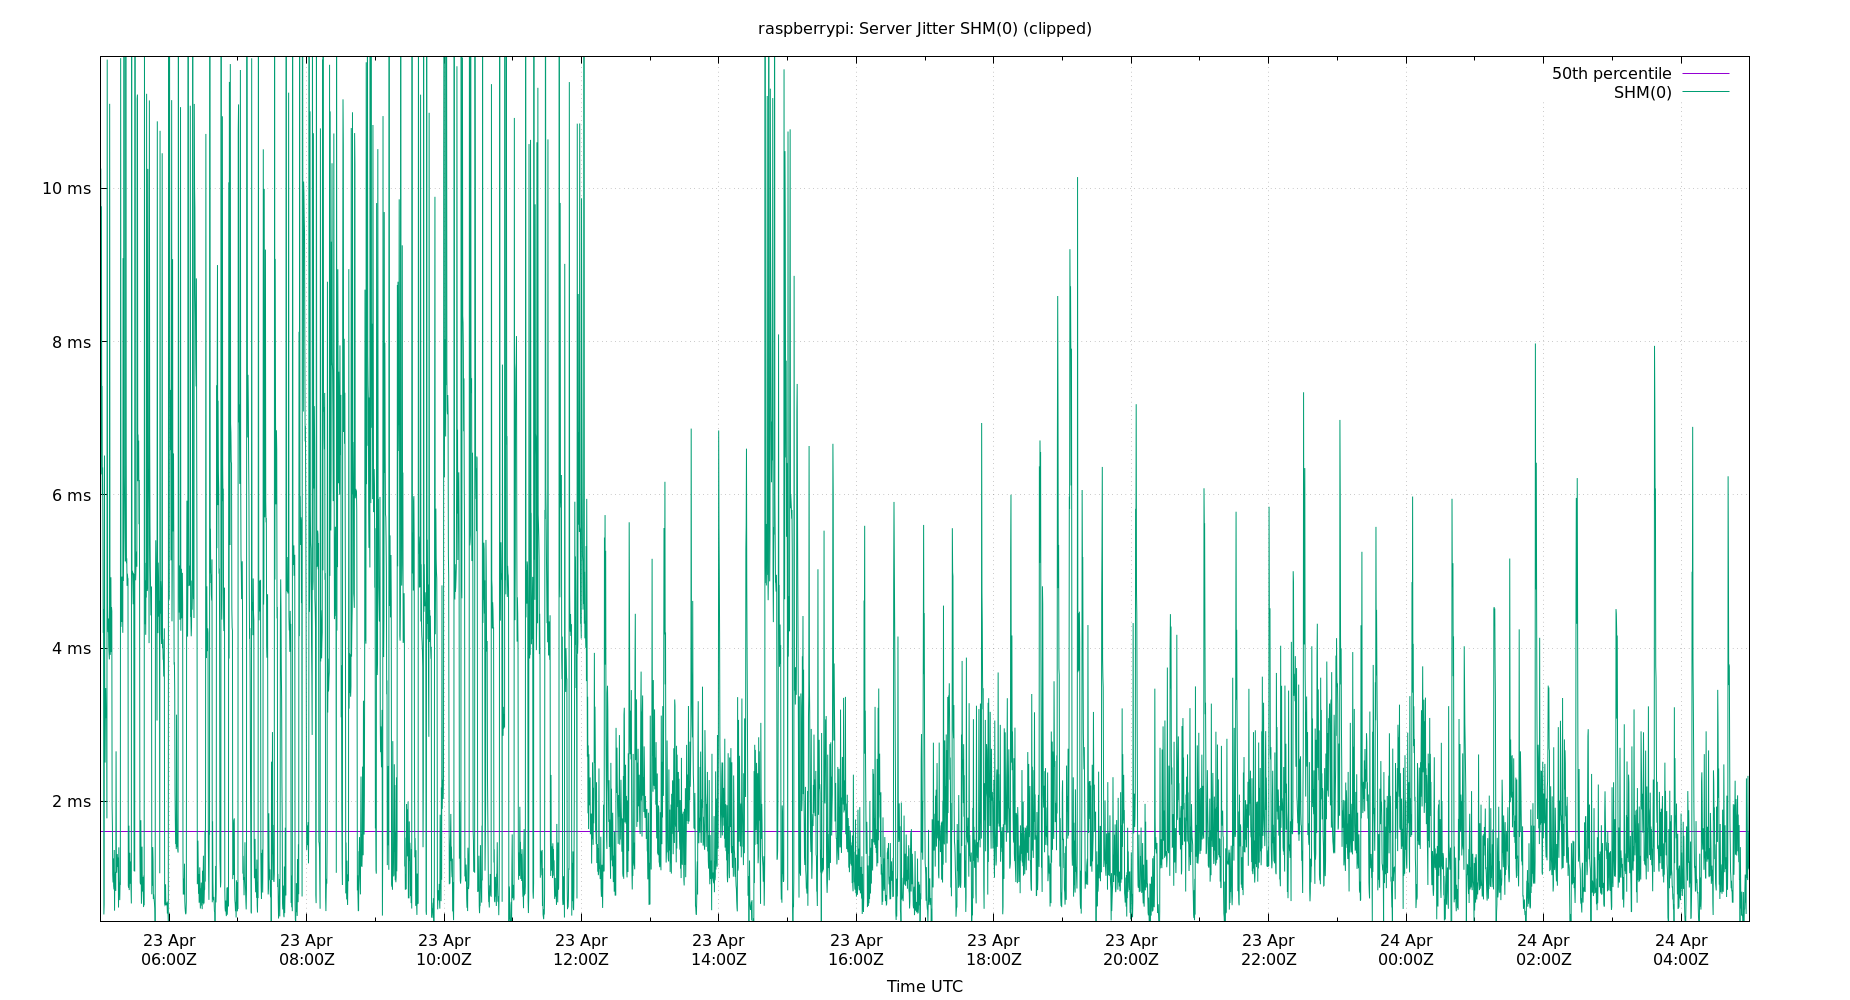 raspberrypi: Server Jitter SHM(0) (clipped)
50th percentile
SHM(0)
10 ms
8 ms
6 ms
4 ms
2 ms
23 Apr 23 Apr 23 Apr 23 Apr 23 Apr 23 Apr 23 Apr 23 Apr 23 Apr 24 Apr 24 Apr 24 Apr
06:00Z 08:00Z 10:00Z 12:00Z 14:00Z 16:00Z 18:00Z 20:00Z 22:00Z 00:00Z 02:00Z 04:00Z
Time UTC